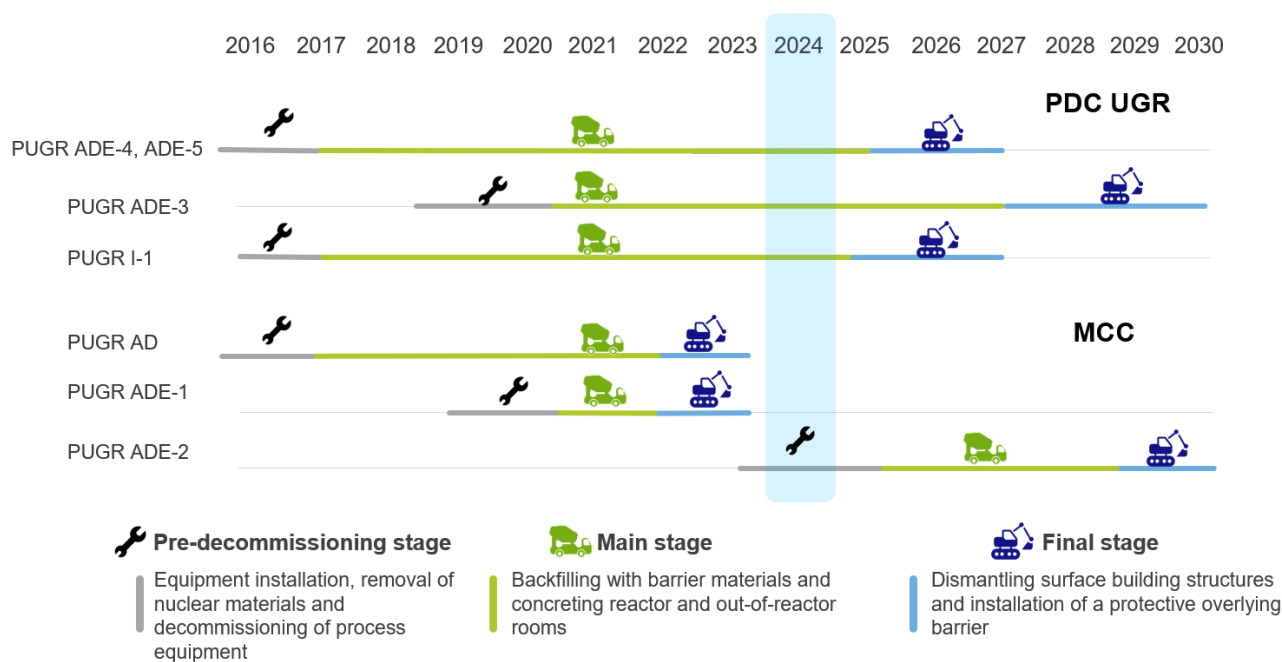 2016 2017 2018 2019 2020 2021 2022 2023 2024 2025 2026 2027 2028 2029 2030
PDC UGR
PUGR ADE-4, ADE-5
PUGR ADE-3
PUGR I-1
PUGR AD
MCC
PUGR ADE-1
PUGR ADE-2
Pre-decommissioning stage
Equipment installation, removal of
nuclear materials and
decommissioning of process
equipment
Main stage
Backfilling with barrier materials and
concreting reactor and out-of-reactor
rooms
Final stage
Dismantling surface building structures
and installation of a protective overlying
barrier